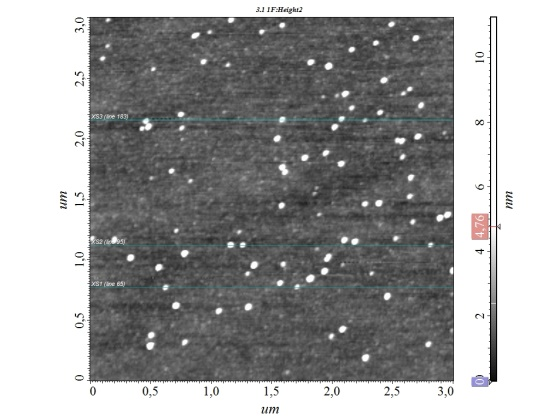 3.1 1F:Height2
3,0
2,5
2,0
1,5
1,0
0,5
0
um
XS3 (line 183)
XS2 (line 95)
XS1 (line 65)
0 0,5 1,0 1,5 2,0 2,5 3,0
um
10
8
6
4,76
4
2
0
nm